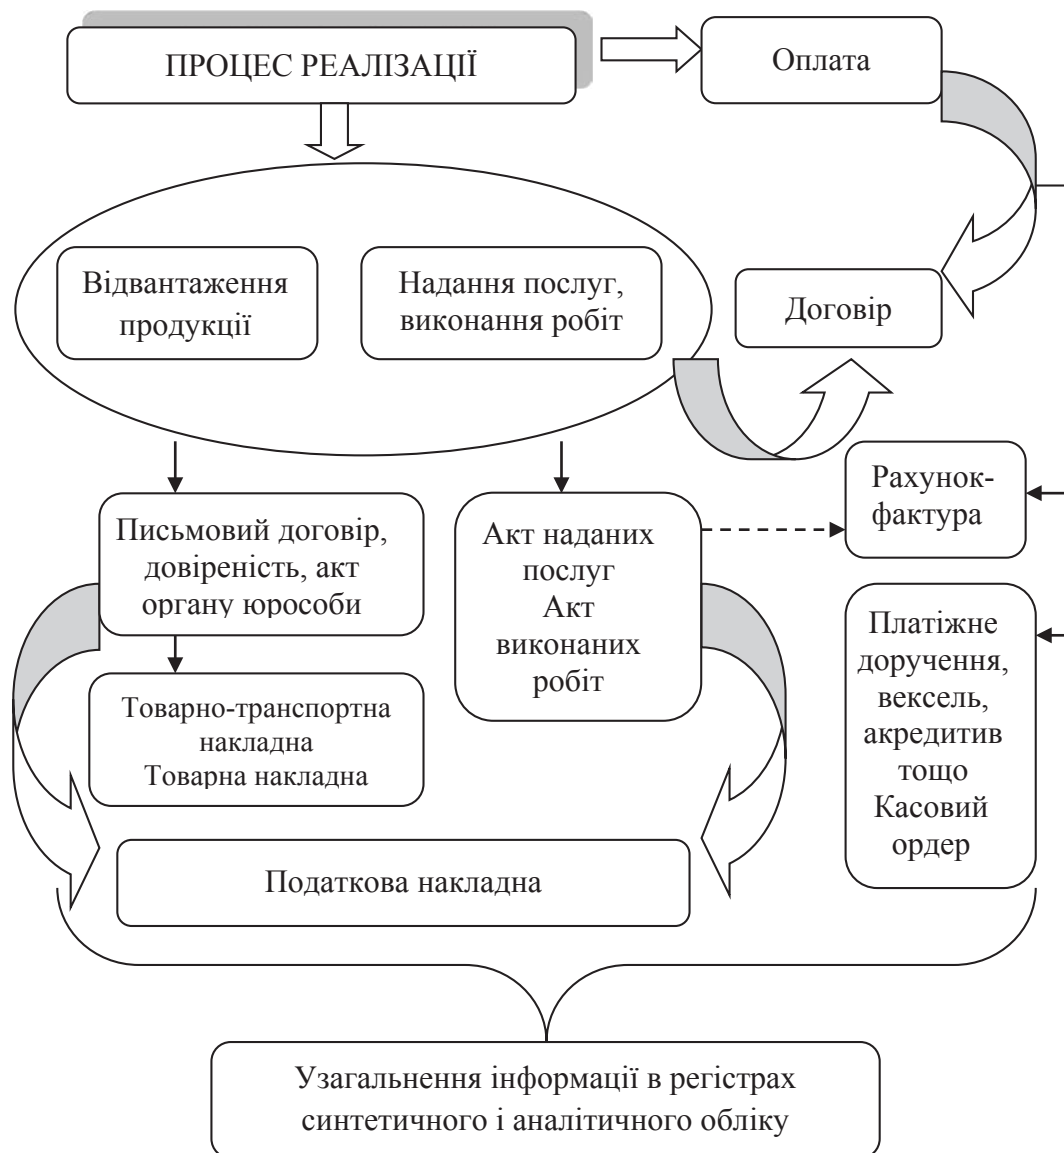 ПРОЦЕС РЕАЛІЗАЦІЇ
Оплата
Відвантаження
продукції
Надання послуг,
виконання робіт
Договір
Рахунок-
фактура
Письмовий договір,
довіреність, акт
органу юрособи
Акт наданих
послуг
Акт
виконаних
робіт
Платіжне
доручення,
вексель,
акредитив
тощо
Касовий
ордер
Товарно-транспортна
накладна
Товарна накладна
Податкова накладна
Узагальнення інформації в регістрах
синтетичного і аналітичного обліку